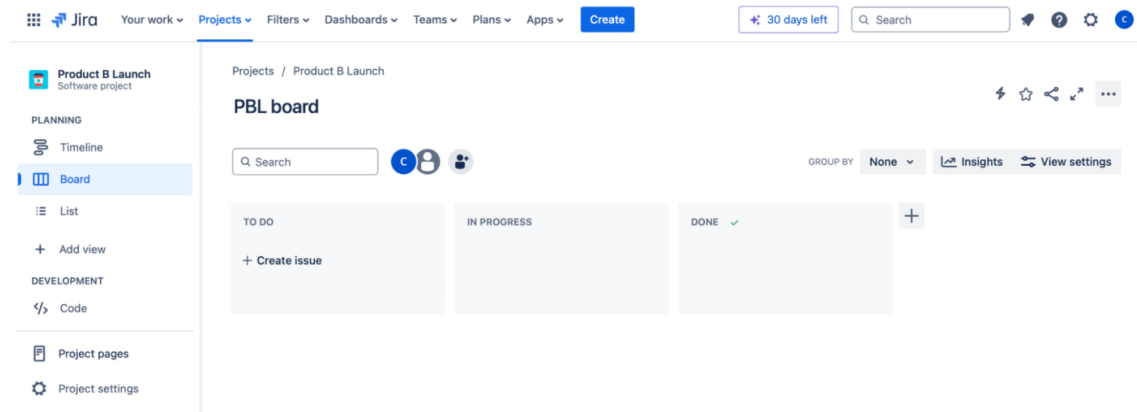 Jira Your work Projects Filters Dashboards Teams Plans Apps Create 30 days left Search C
Product B Launch
Software project
PLANNING
Timeline
Board
List
Add view
DEVELOPMENT
Code
Project pages
Project settings
Projects / Product B Launch
PBL board
Search C GROUP BY None Insights View settings
TO DO IN PROGRESS DONE
+ Create issue